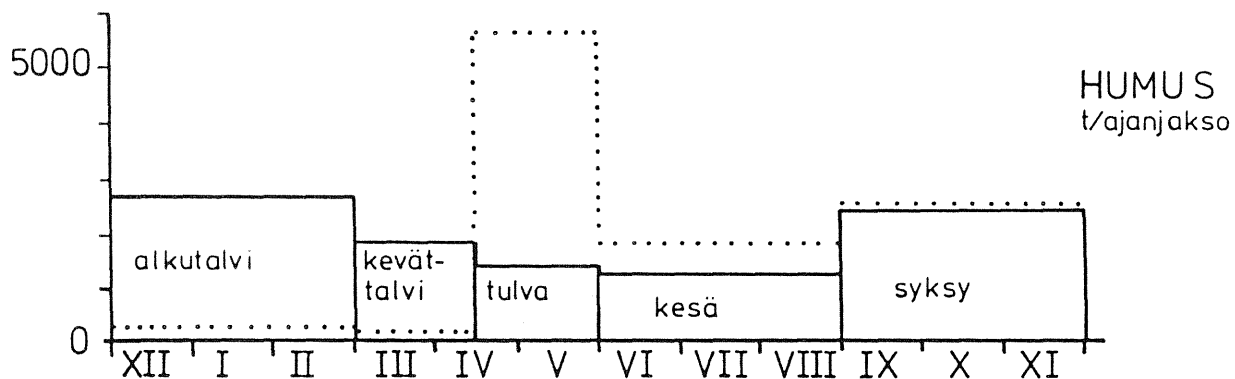 5000
HUMUS
t/ajanjakso
alkutalvi
kevät-
talvi
tulva
kesä
syksy
0
XII I II III IV V VI VII VIII IX X XI